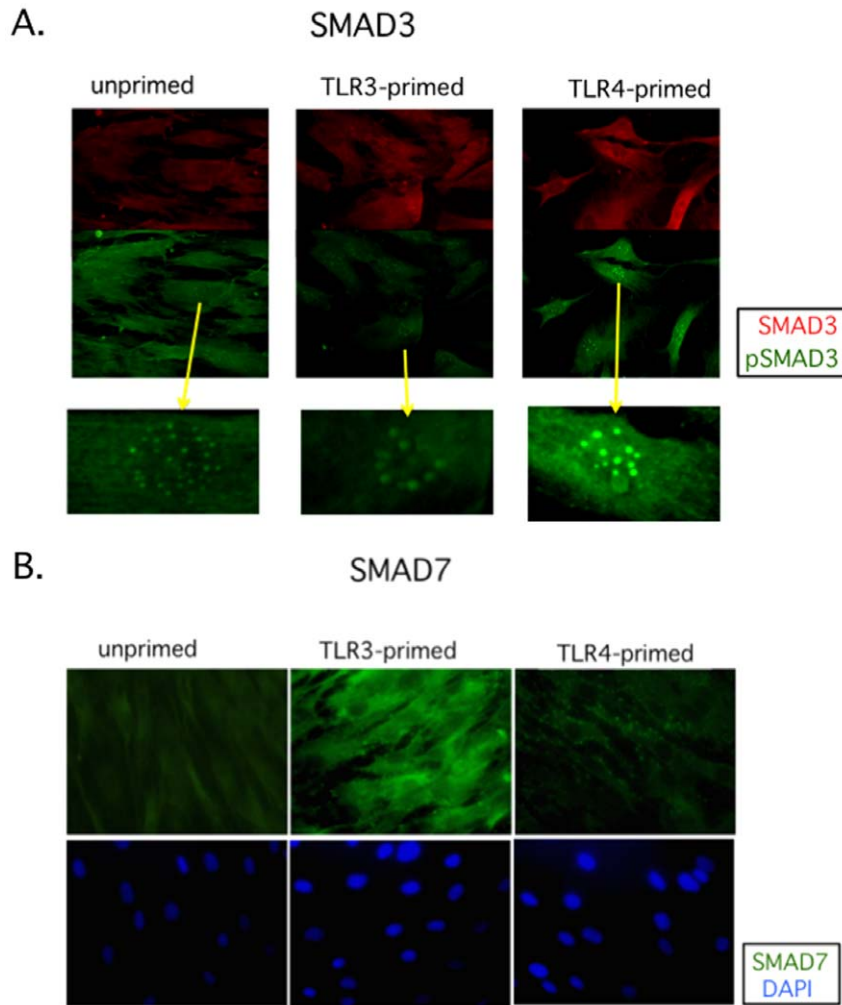 A.
SMAD3
unprimed TLR3-primed TLR4-primed
SMAD3
pSMAD3
B.
SMAD7
unprimed TLR3-primed TLR4-primed
SMAD7
DAPI